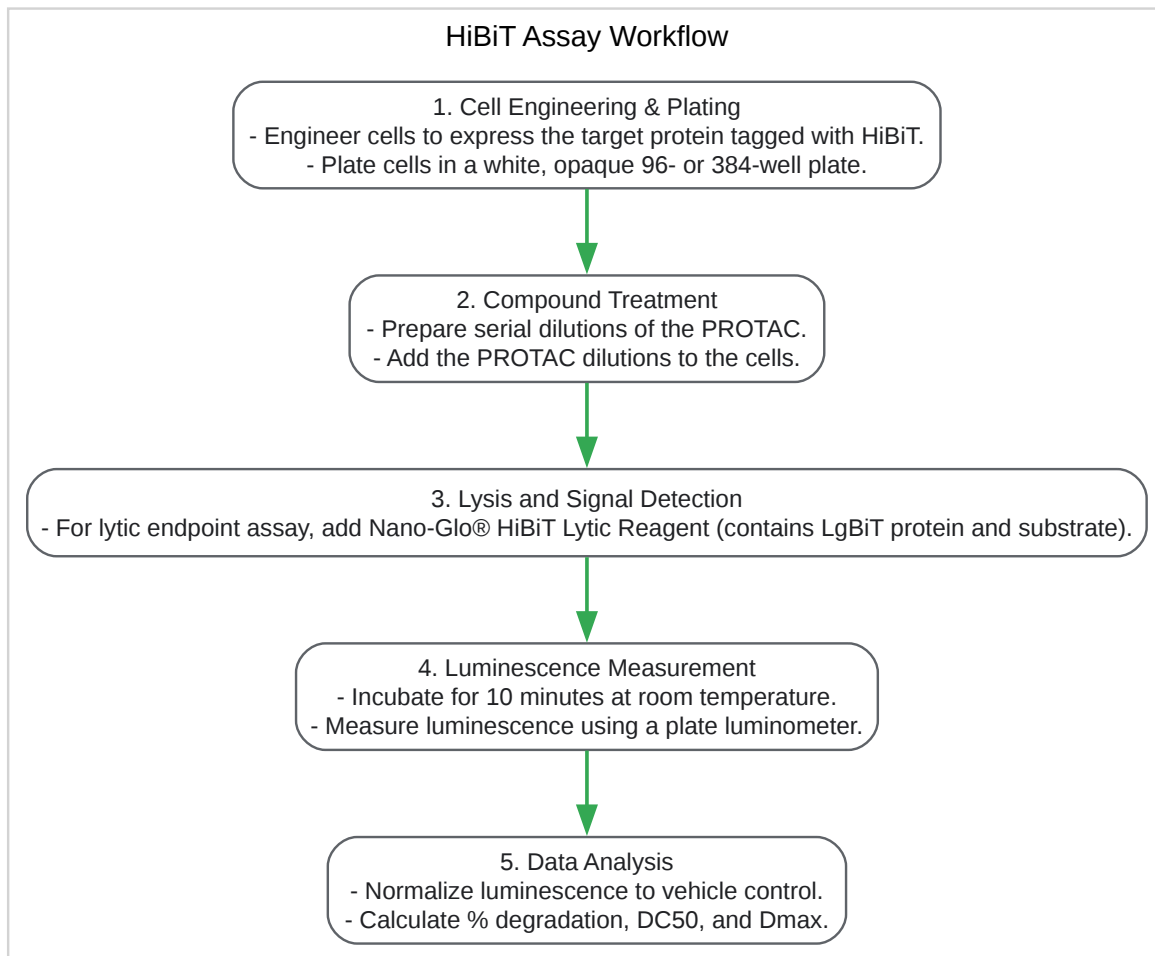 HiBiT Assay Workflow
1. Cell Engineering & Plating
- Engineer cells to express the target protein tagged with HiBiT.
- Plate cells in a white, opaque 96- or 384-well plate.
2. Compound Treatment
- Prepare serial dilutions of the PROTAC.
- Add the PROTAC dilutions to the cells.
3. Lysis and Signal Detection
- For lytic endpoint assay, add Nano-Glo® HiBiT Lytic Reagent (contains LgBiT protein and substrate).
4. Luminescence Measurement
- Incubate for 10 minutes at room temperature.
- Measure luminescence using a plate luminometer.
5. Data Analysis
- Normalize luminescence to vehicle control.
- Calculate % degradation, DC50, and Dmax.